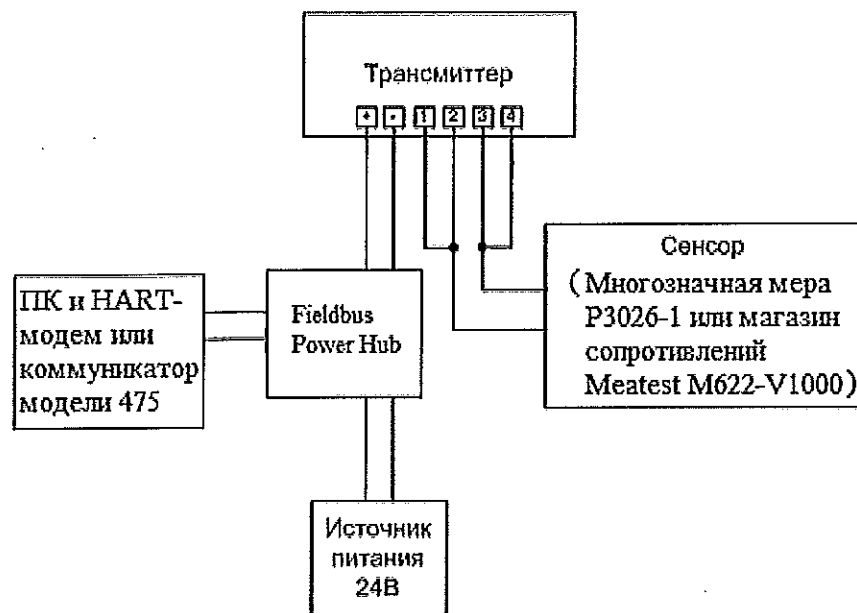 Трансмиттер
+ - 1 2 3 4
Сенсор
(Многозначная мера
Р3026-1 или магазин
сопротивлений
Meatest M622-V1000)
ПК и HART-
модем или
коммуникатор
модели 475
Fieldbus
Power Hub
Источник
питания
24В